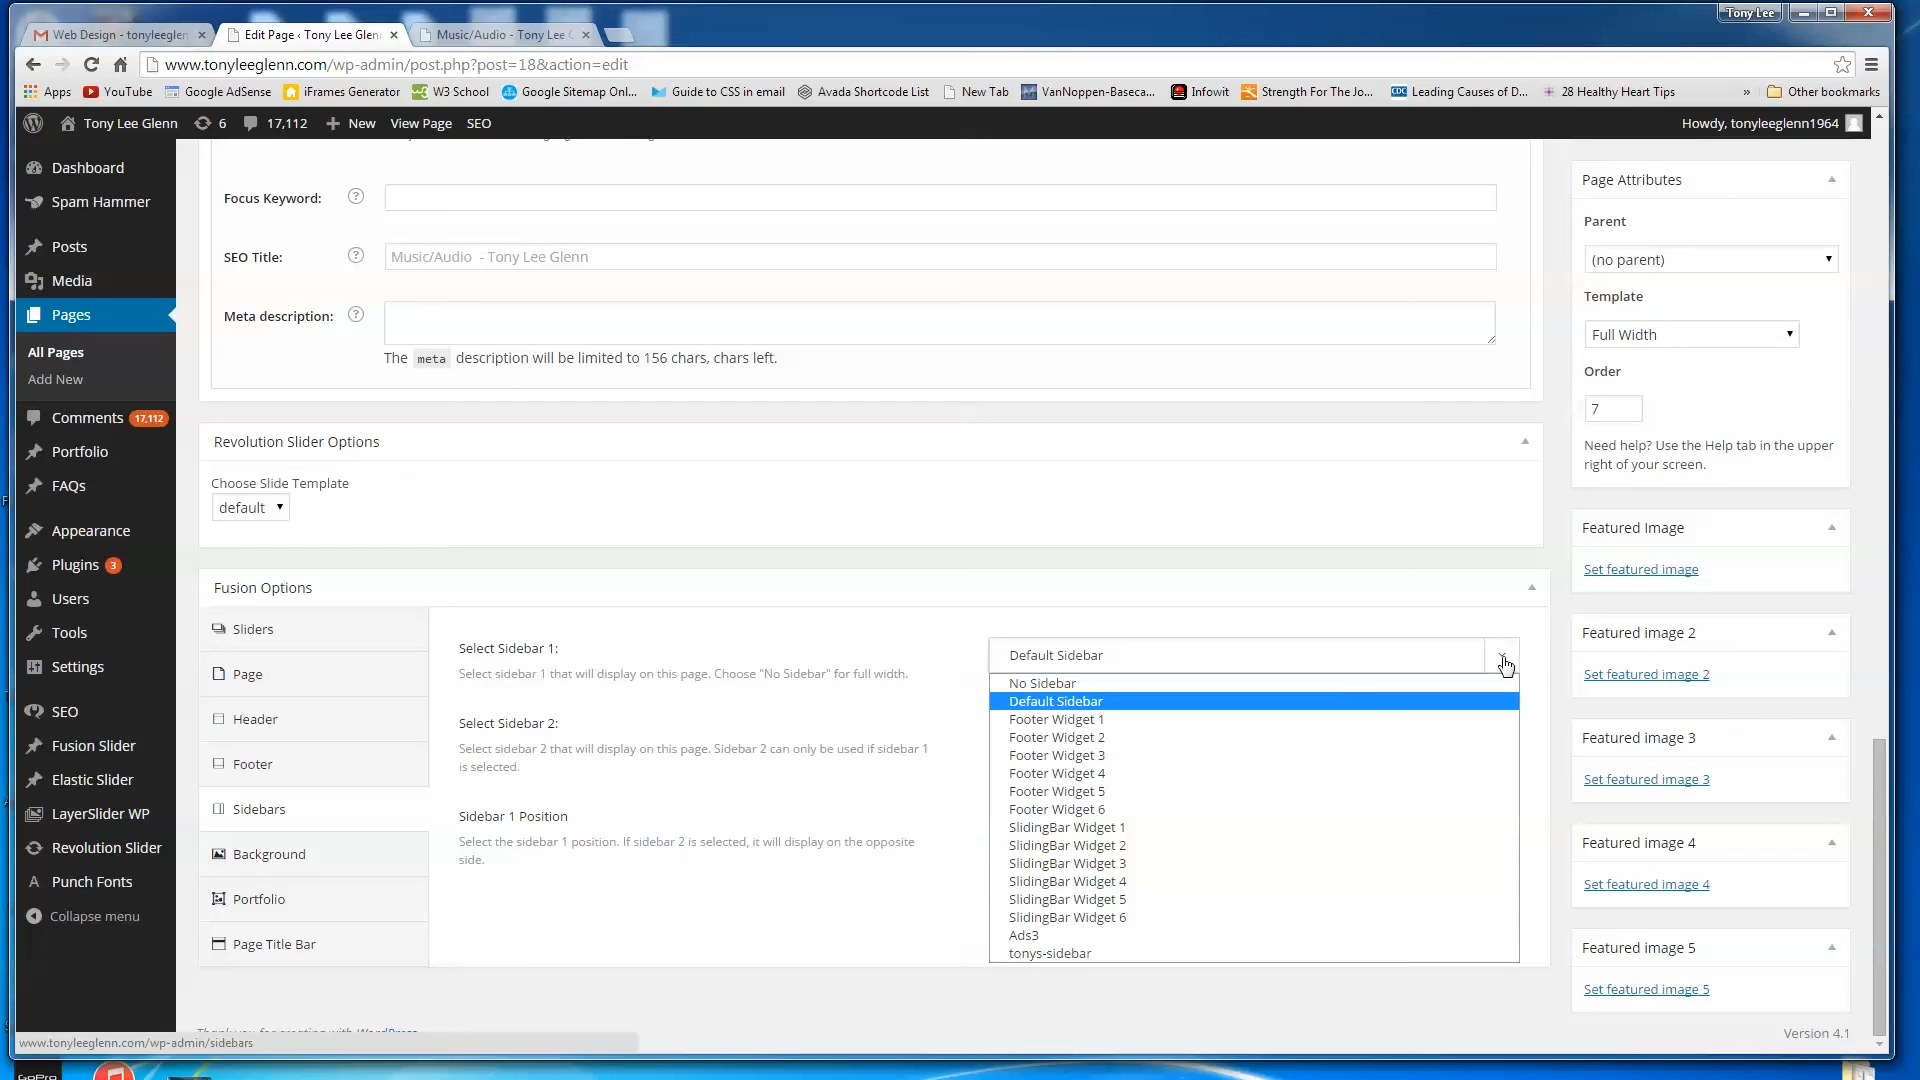 Tony Lee
Web Design - tonyleeglen
Edit Page ‹ Tony Lee Glen
Music/Audio - Tony Lee
www.tonyleeglenn.com/wp-admin/post.php?post=18&action=edit
Apps
YouTube
Google AdSense
iFrames Generator
W3 School
Google Sitemap Onl...
Guide to CSS in email
Avada Shortcode List
New Tab
VanNoppen-Baseca...
Infowit
Strength For The Jo...
Leading Causes of D...
28 Healthy Heart Tips
»
Other bookmarks
Tony Lee Glenn
6
17,112
New
View Page
SEO
Howdy, tonyleeglenn1964
Dashboard
Spam Hammer
Posts
Media
Pages
All Pages
Add New
Comments 17,112
Portfolio
FAQs
Appearance
Plugins 3
Users
Tools
Settings
SEO
Fusion Slider
Elastic Slider
LayerSlider WP
Revolution Slider
Punch Fonts
Collapse menu
Focus Keyword:
SEO Title:
Music/Audio - Tony Lee Glenn
Meta description:
The meta description will be limited to 156 chars, chars left.
Revolution Slider Options
Choose Slide Template
default
Fusion Options
Sliders
Page
Header
Footer
Sidebars
Background
Portfolio
Page Title Bar
Select Sidebar 1:
Select sidebar 1 that will display on this page. Choose "No Sidebar" for full width.
Select Sidebar 2:
Select sidebar 2 that will display on this page. Sidebar 2 can only be used if sidebar 1
is selected.
Sidebar 1 Position
Select the sidebar 1 position. If sidebar 2 is selected, it will display on the opposite
side.
Default Sidebar
No Sidebar
Default Sidebar
Footer Widget 1
Footer Widget 2
Footer Widget 3
Footer Widget 4
Footer Widget 5
Footer Widget 6
SlidingBar Widget 1
SlidingBar Widget 2
SlidingBar Widget 3
SlidingBar Widget 4
SlidingBar Widget 5
SlidingBar Widget 6
Ads3
tonys-sidebar
Page Attributes
Parent
(no parent)
Template
Full Width
Order
7
Need help? Use the Help tab in the upper
right of your screen.
Featured Image
Set featured image
Featured image 2
Set featured image 2
Featured image 3
Set featured image 3
Featured image 4
Set featured image 4
Featured image 5
Set featured image 5
Thank you for creating with WordPress
Version 4.1
www.tonyleeglenn.com/wp-admin/sidebars
GoPro